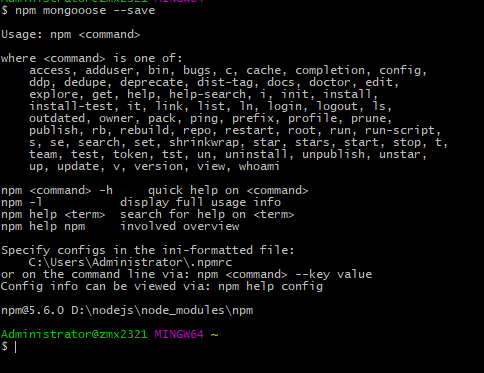 Administrator@zmx2321 MINGW64 ~
$ npm mongooose --save

Usage: npm <command>

where <command> is one of:
    access, adduser, bin, bugs, c, cache, completion, config,
    ddp, dedupe, deprecate, dist-tag, docs, doctor, edit,
    explore, get, help, help-search, i, init, install,
    install-test, it, link, list, ln, login, logout, ls,
    outdated, owner, pack, ping, prefix, profile, prune,
    publish, rb, rebuild, repo, restart, root, run, run-script,
    s, se, search, set, shrinkwrap, star, stars, start, stop, t,
    team, test, token, tst, un, uninstall, unpublish, unstar,
    up, update, v, version, view, whoami

npm <command> -h     quick help on <command>
npm -l           display full usage info
npm help <term>  search for help on <term>
npm help npm     involved overview

Specify configs in the ini-formatted file:
    C:\Users\Administrator\.npmrc
or on the command line via: npm <command> --key value
Config info can be viewed via: npm help config

npm@5.6.0 D:\nodejs\node_modules\npm

Administrator@zmx2321 MINGW64 ~
$